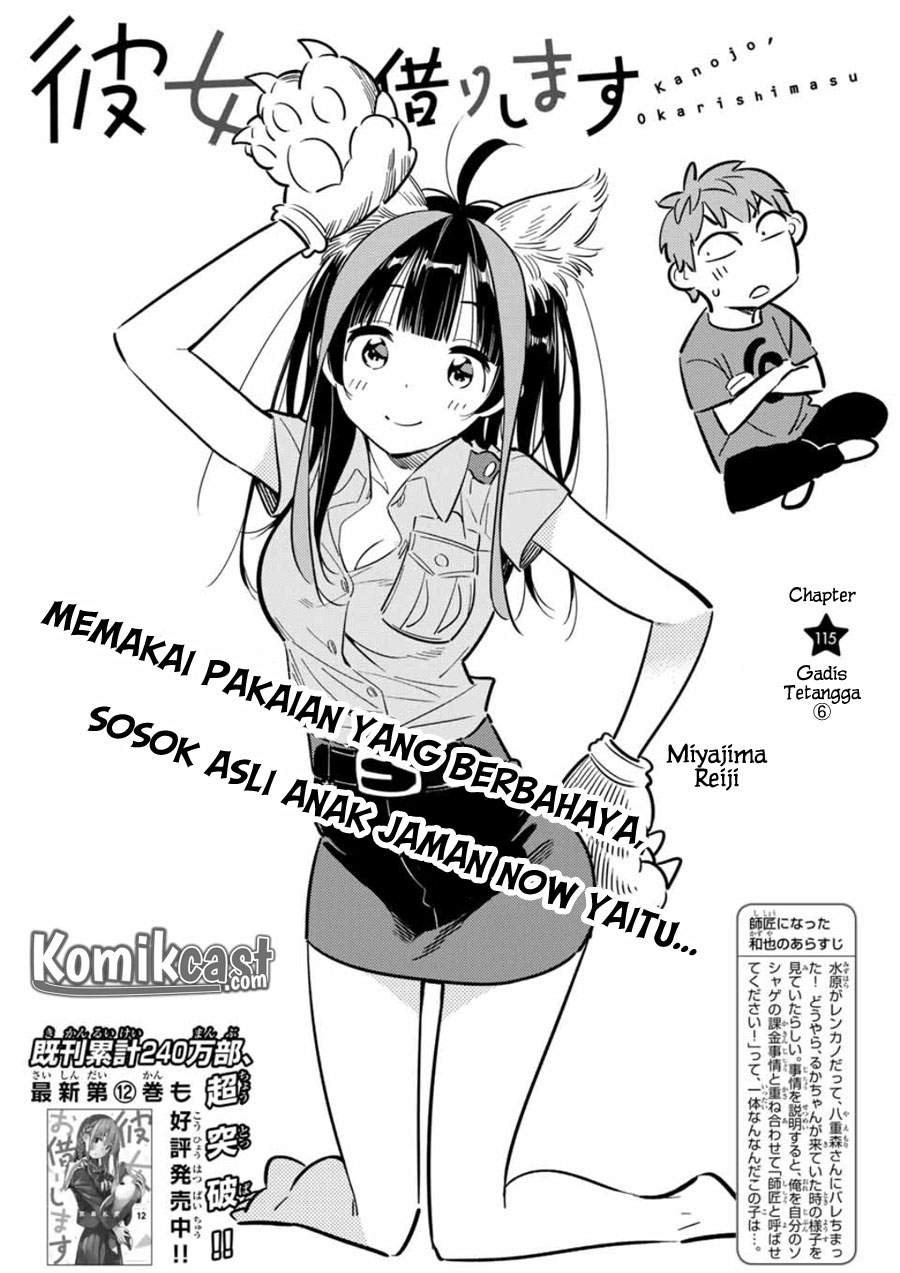 彼女、借りします
Kanojo,
Okarishimasu
Chapter
115
Gadis
Tetangga
⑥
Miyajima
Reiji
MEMAKAI PAKAIAN YANG BERBAHAYA,
SOSOK ASLI ANAK JAMAN NOW YAITU...
Komikcast
.com
既刊累計240万部、
超突破!!
最新第⑫巻も
好評発売中!!
彼女、
お借りします
12
師匠になった
和也のあらすじ
水原がレンカノだって、八重森さんにバレちまっ
た!どうやら、るかちゃんが来ていた時の様子を
見ていたらしい。事情を説明すると、俺を自分のソ
シャゲの課金事情と重ね合わせて「師匠と呼ばせ
てください!」って、一体なんなんだこの子は…。